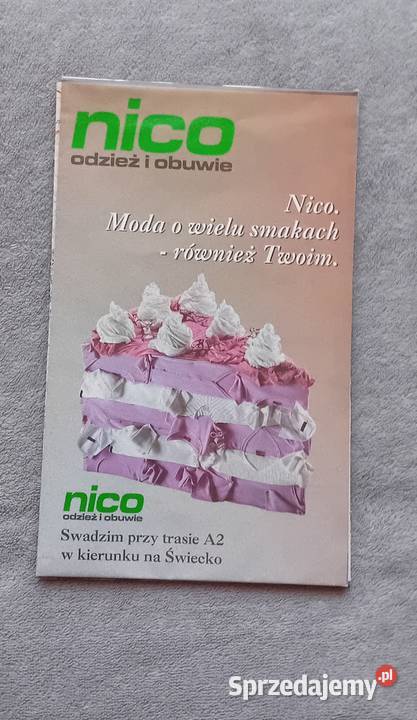 nico
odzież i obuwie
Nico.
Moda o wielu smakach
- również Twoim.
nico
odzież i obuwie
Swadzim przy trasie A2
w kierunku na Świecko
Sprzedajemy.pl